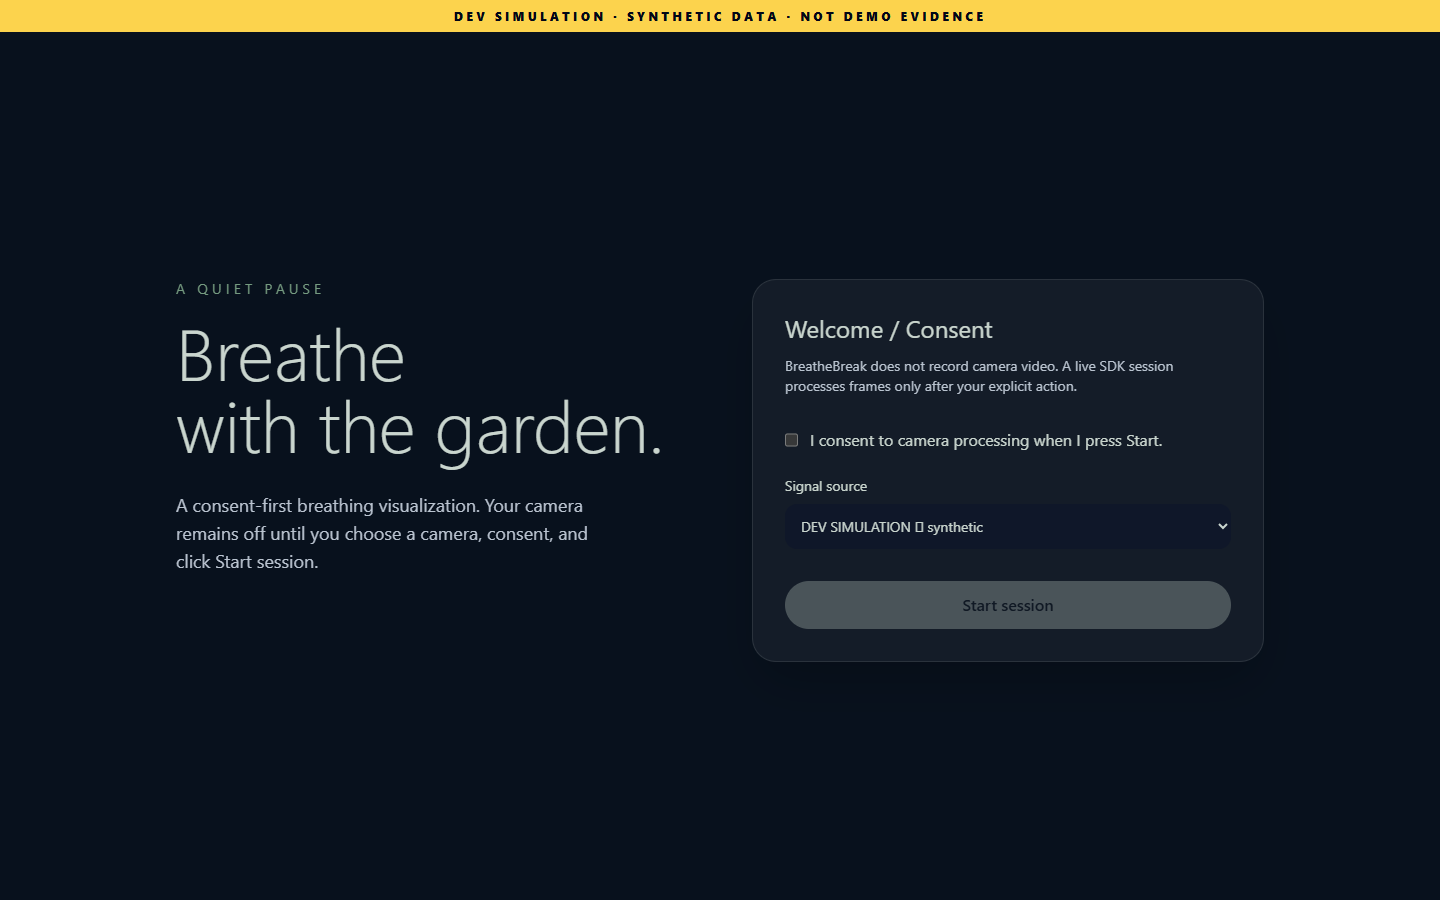 DEV SIMULATION · SYNTHETIC DATA · NOT DEMO EVIDENCE
A QUIET PAUSE
Breathe
with the garden.
A consent-first breathing visualization. Your camera
remains off until you choose a camera, consent, and
click Start session.
Welcome / Consent
BreatheBreak does not record camera video. A live SDK session
processes frames only after your explicit action.
I consent to camera processing when I press Start.
Signal source
DEV SIMULATION ▯ synthetic
Start session